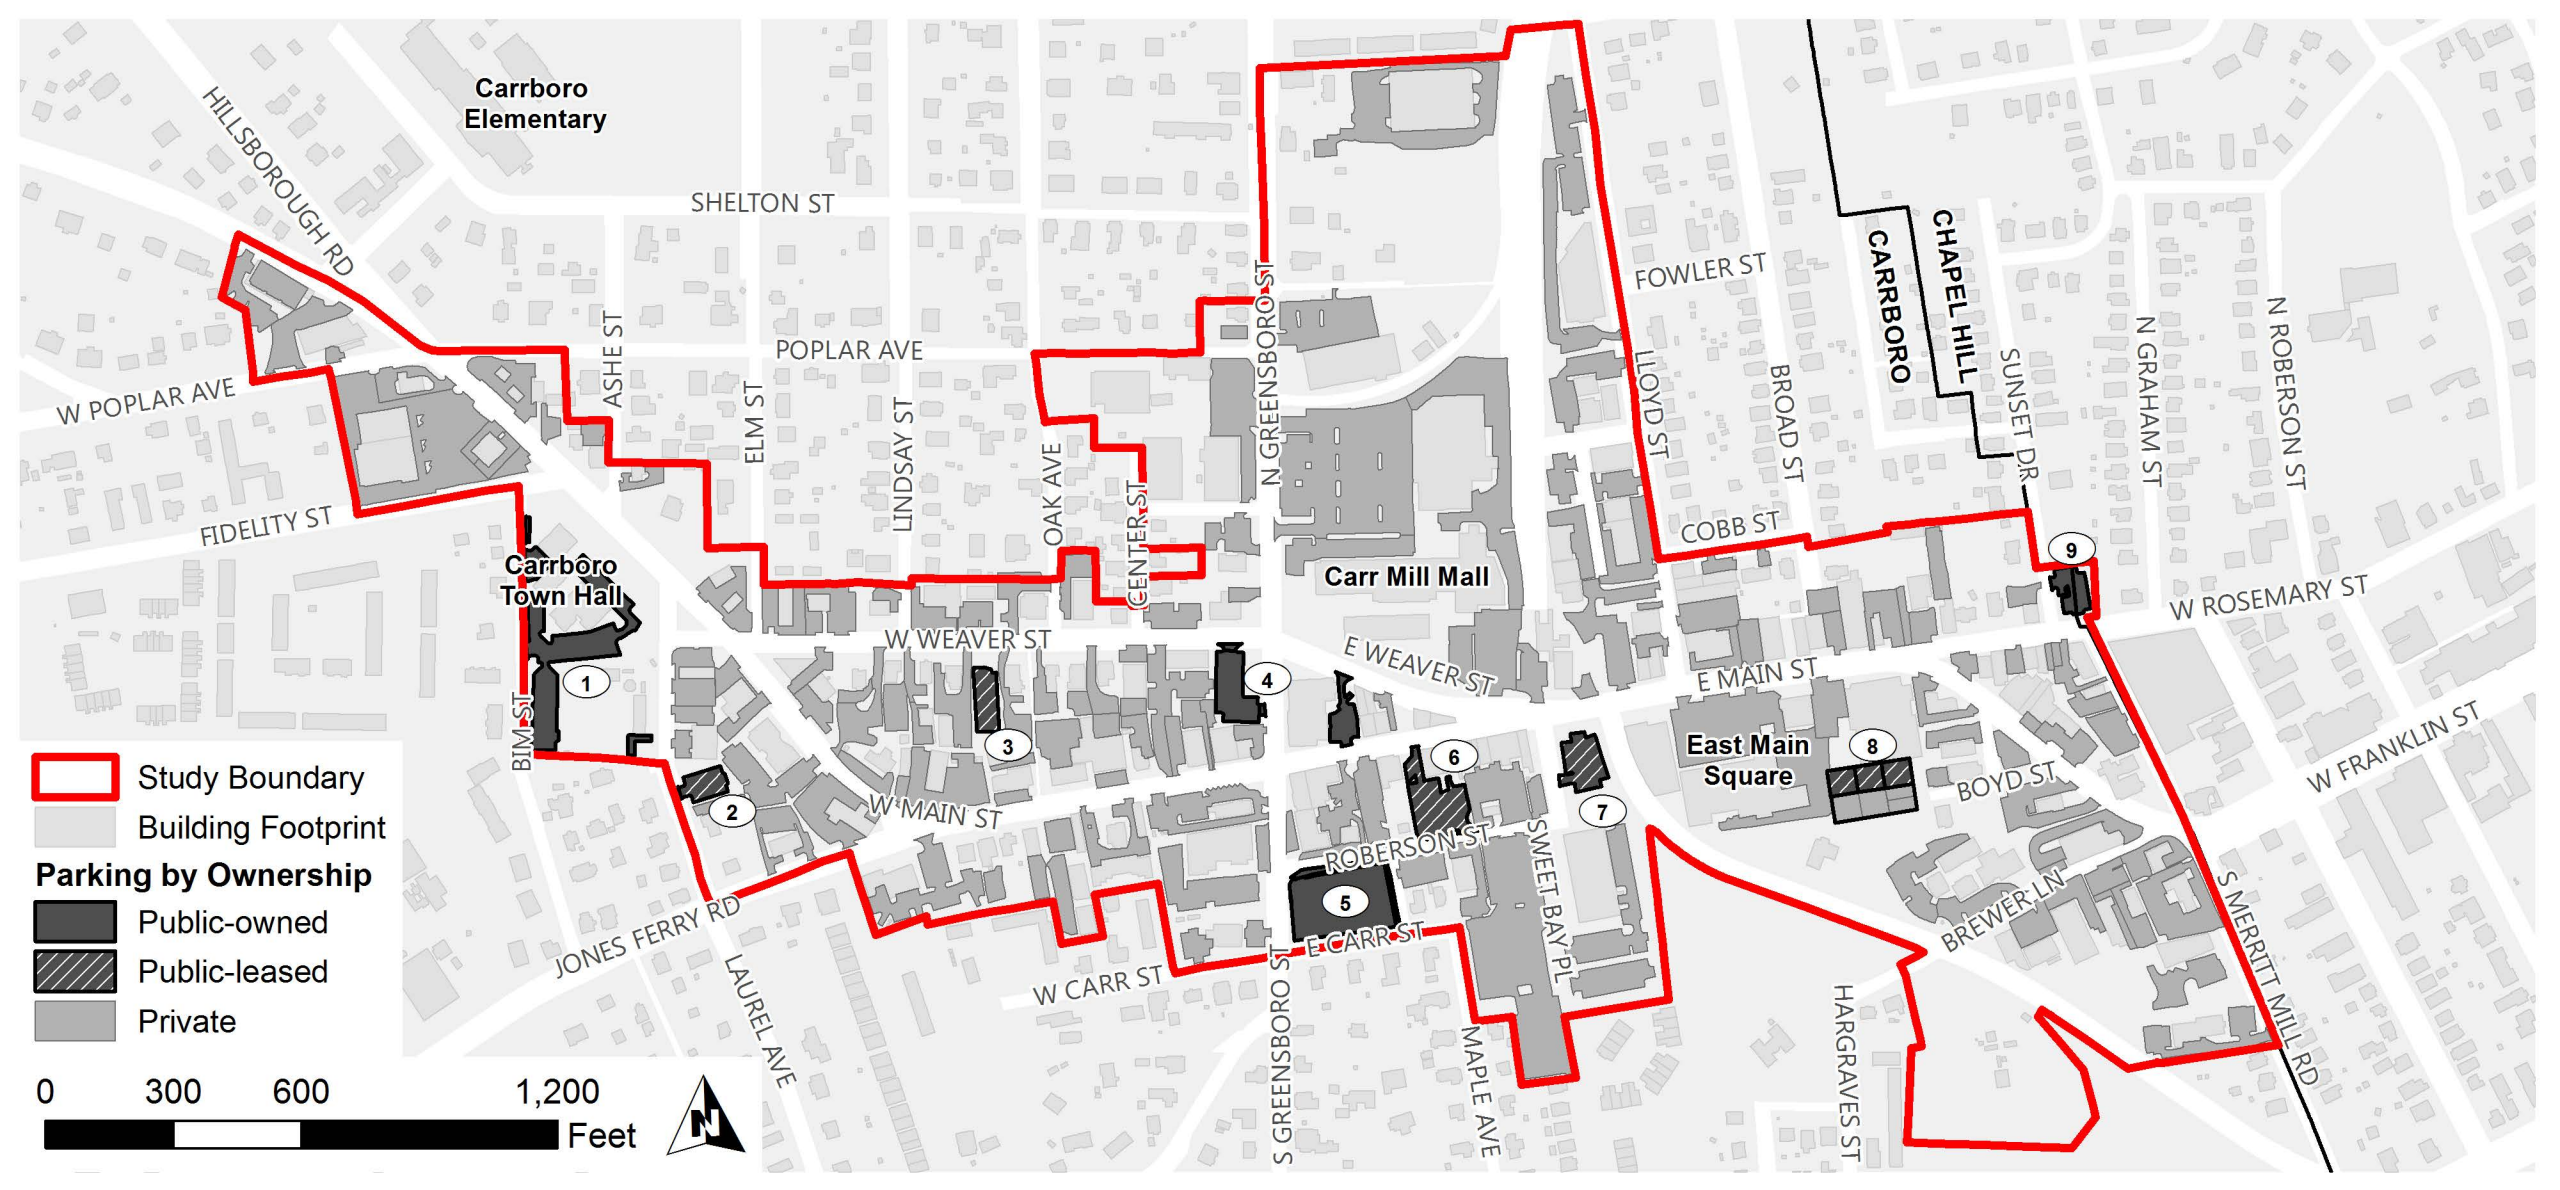 Carrboro
Elementary
HILLSBOROUGH RD
SHELTON ST
FOWLER ST
CARRBORO
CHAPEL HILL
N GREENSBORO ST
ASHE ST
POPLAR AVE
W POPLAR AVE
ELM ST
LINDSAY ST
OAK AVE
CENTER ST
LLOYD ST
BROAD ST
SUNSET DR
N GRAHAM ST
N ROBERSON ST
FIDELITY ST
COBB ST
Carrboro
Town Hall
Carr Mill Mall
9
W ROSEMARY ST
W WEAVER ST
E WEAVER ST
E MAIN ST
1
4
3
6
8
BIM ST
East Main
Square
W FRANKLIN ST
BOYD ST
2
7
W MAIN ST
ROBERSON ST
SWEET BAY PL
5
E CARR ST
JONES FERRY RD
LAUREL AVE
W CARR ST
S GREENSBORO ST
MAPLE AVE
HARGRAVES ST
BREWER LN
S MERRITT MILL RD
Study Boundary
Building Footprint
Parking by Ownership
Public-owned
Public-leased
Private
0 300 600 1,200
Feet
N